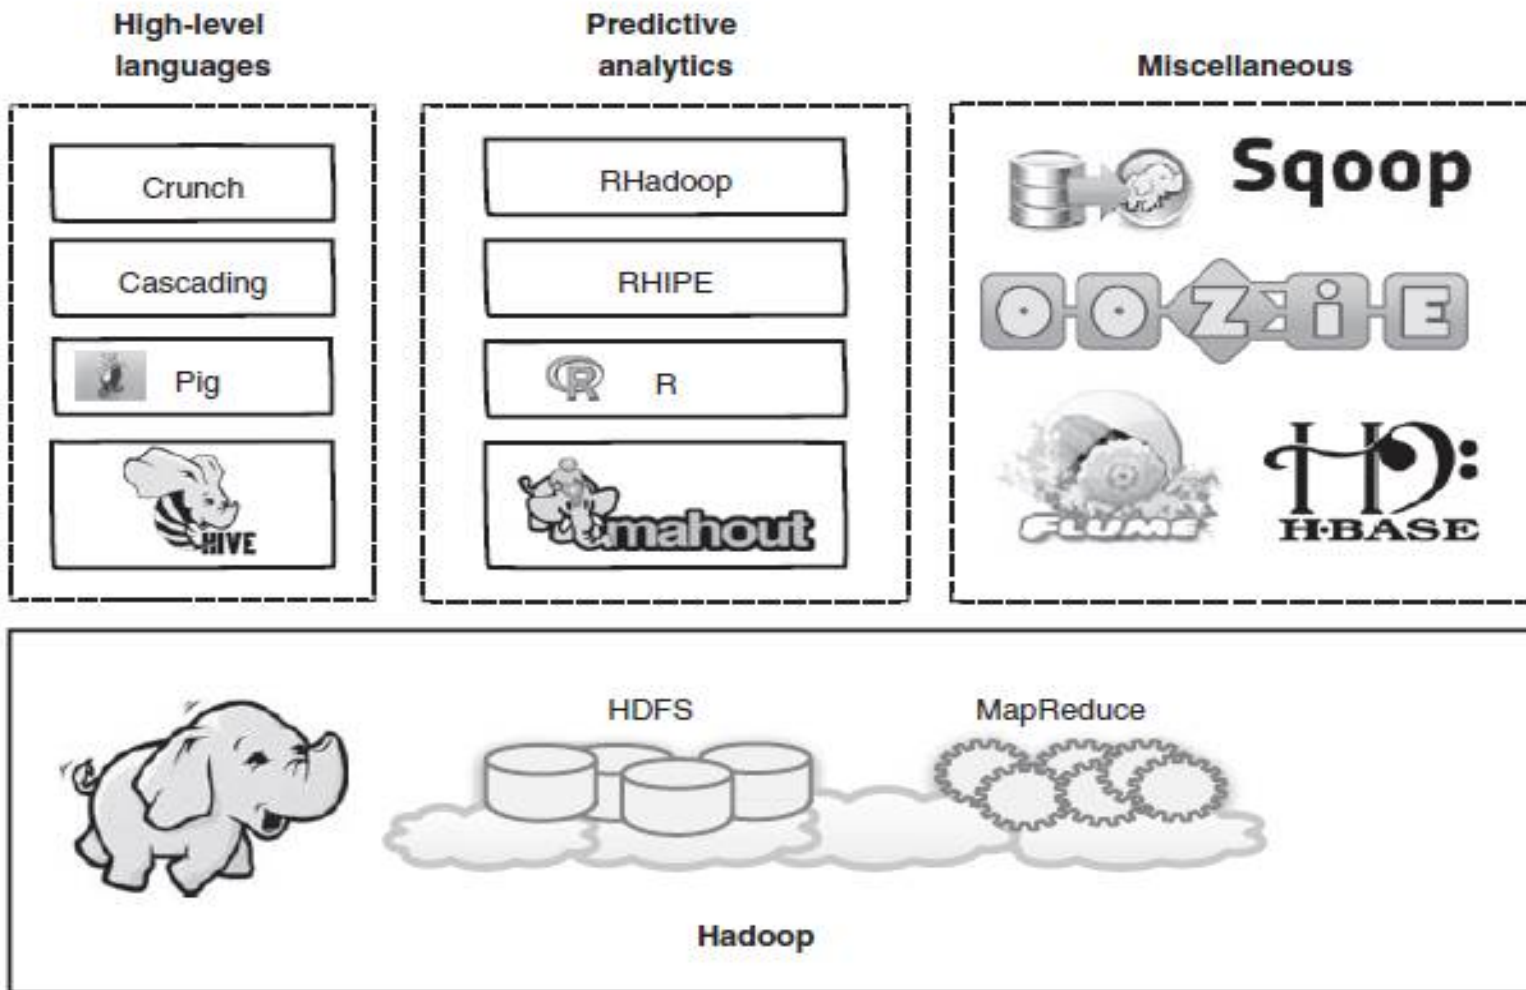 High-level
languages
Crunch
Cascading
Pig
HIVE
Predictive
analytics
RHadoop
RHIPE
R
R
mahout
Miscellaneous
Sqoop
OOZiE
FLUME
H
H·BASE
HDFS
MapReduce
Hadoop